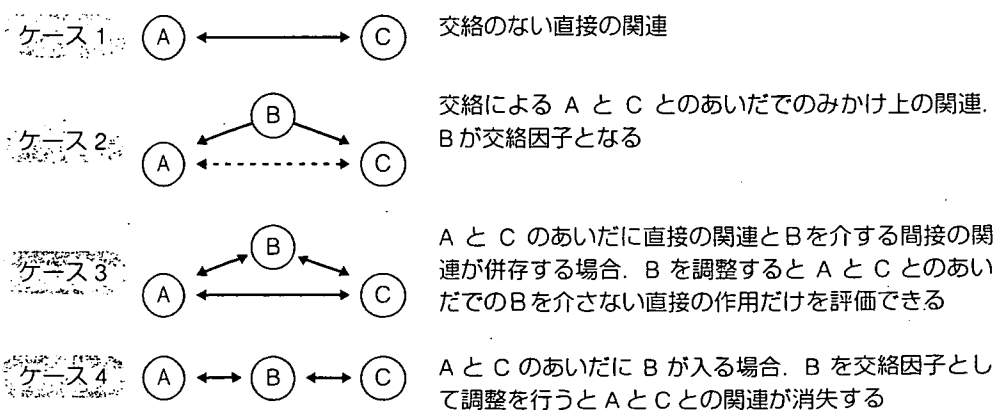 ケース 1
A
C
交絡のない直接の関連
ケース 2
B
A
C
交絡による A と C とのあいだでのみかけ上の関連.
B が交絡因子となる
ケース 3
B
A
C
A と C のあいだに直接の関連とBを介する間接の関
連が併存する場合. B を調整すると A と C とのあい
だでのBを介さない直接の作用だけを評価できる
ケース 4
A
B
C
A と C のあいだに B が入る場合. B を交絡因子とし
て調整を行うと A と C との関連が消失する